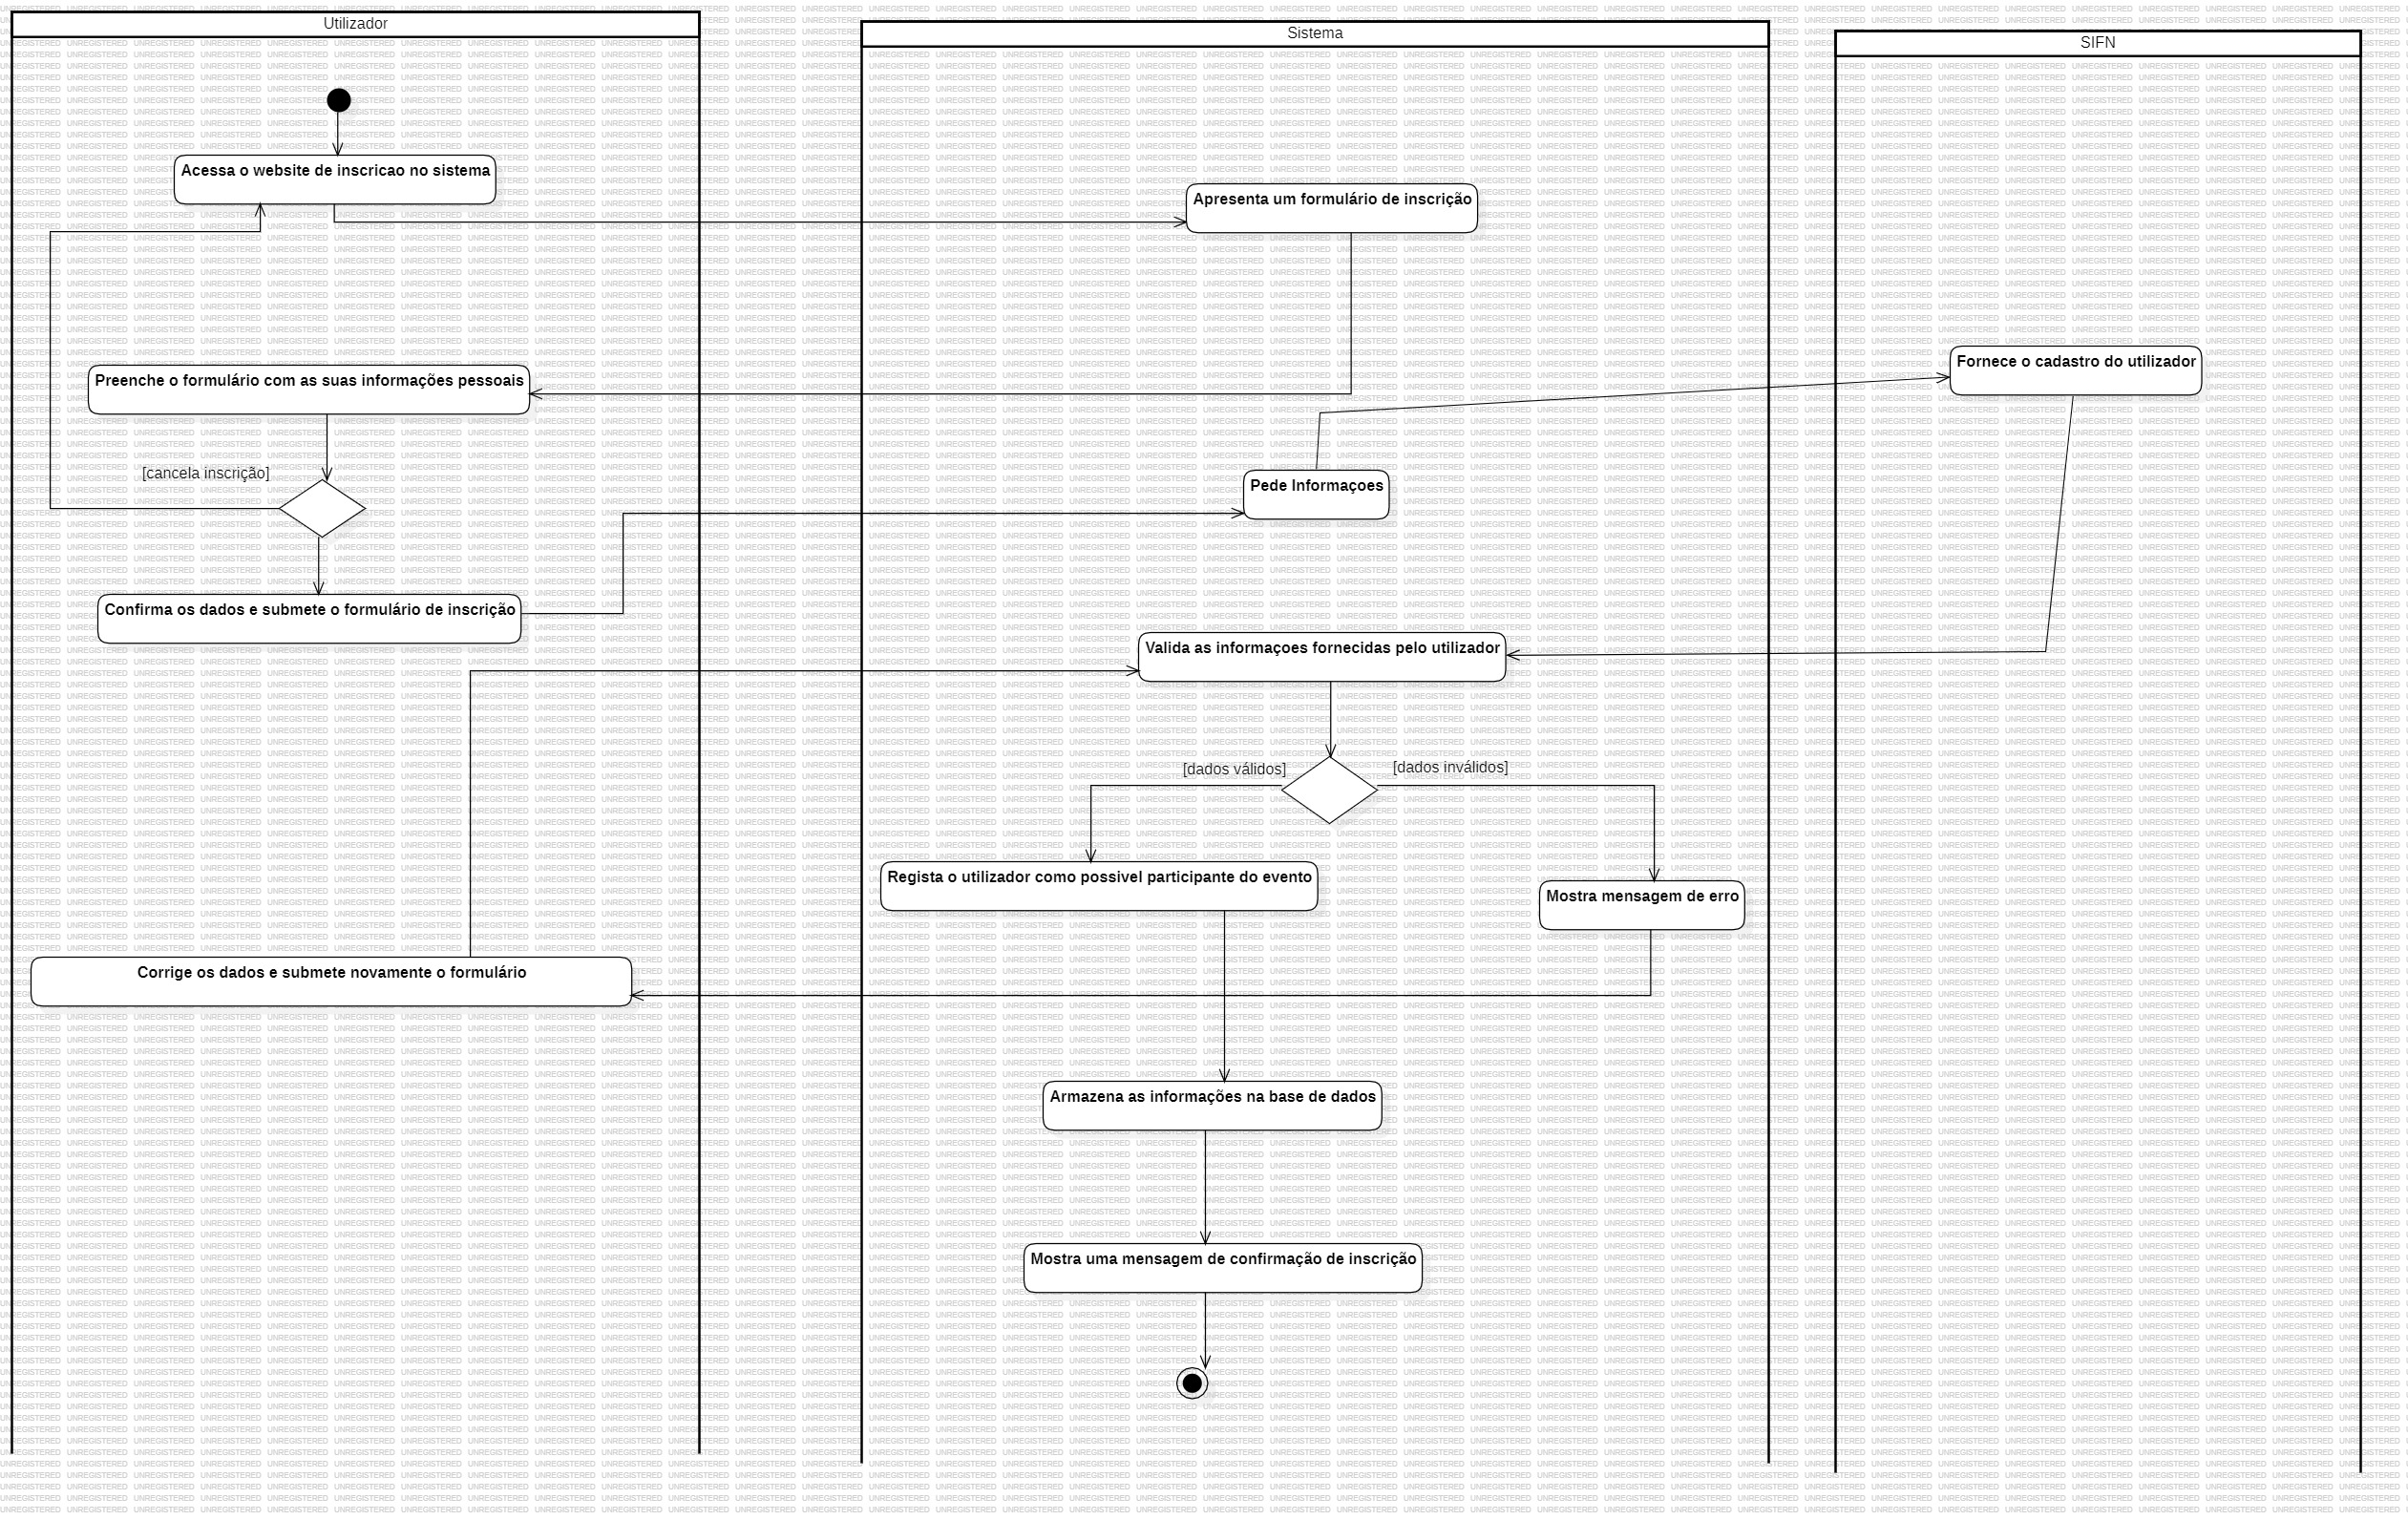 Utilizador
Sistema
SIFN
Acessa o website de inscricao no sistema
Apresenta um formulário de inscrição
Preenche o formulário com as suas informações pessoais
Fornece o cadastro do utilizador
[cancela inscrição]
Pede Informaçoes
Confirma os dados e submete o formulário de inscrição
Valida as informaçoes fornecidas pelo utilizador
[dados válidos]
[dados inválidos]
Regista o utilizador como possivel participante do evento
Mostra mensagem de erro
Corrige os dados e submete novamente o formulário
Armazena as informações na base de dados
Mostra uma mensagem de confirmação de inscrição
UNREGISTERED